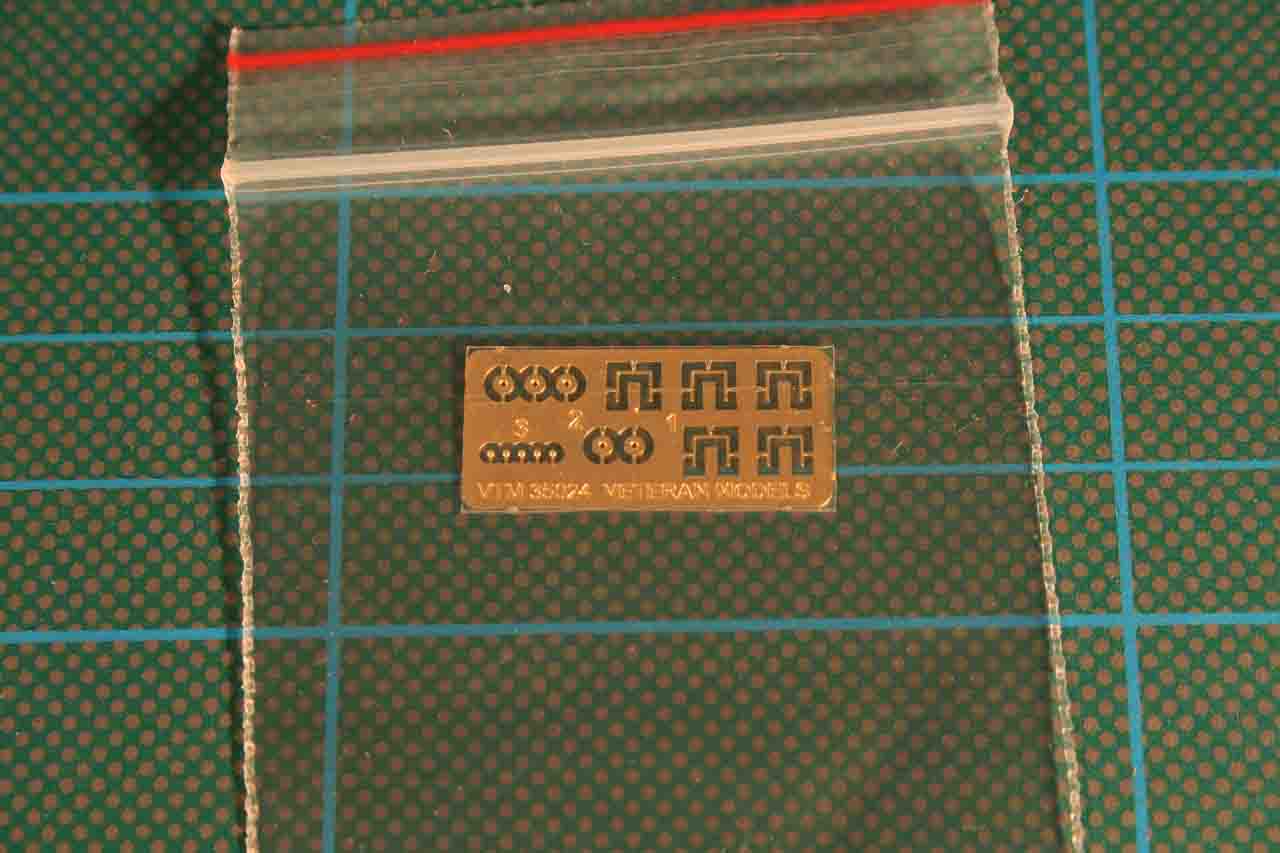 2 1
3
VTM 35024 VETERAN MODELS